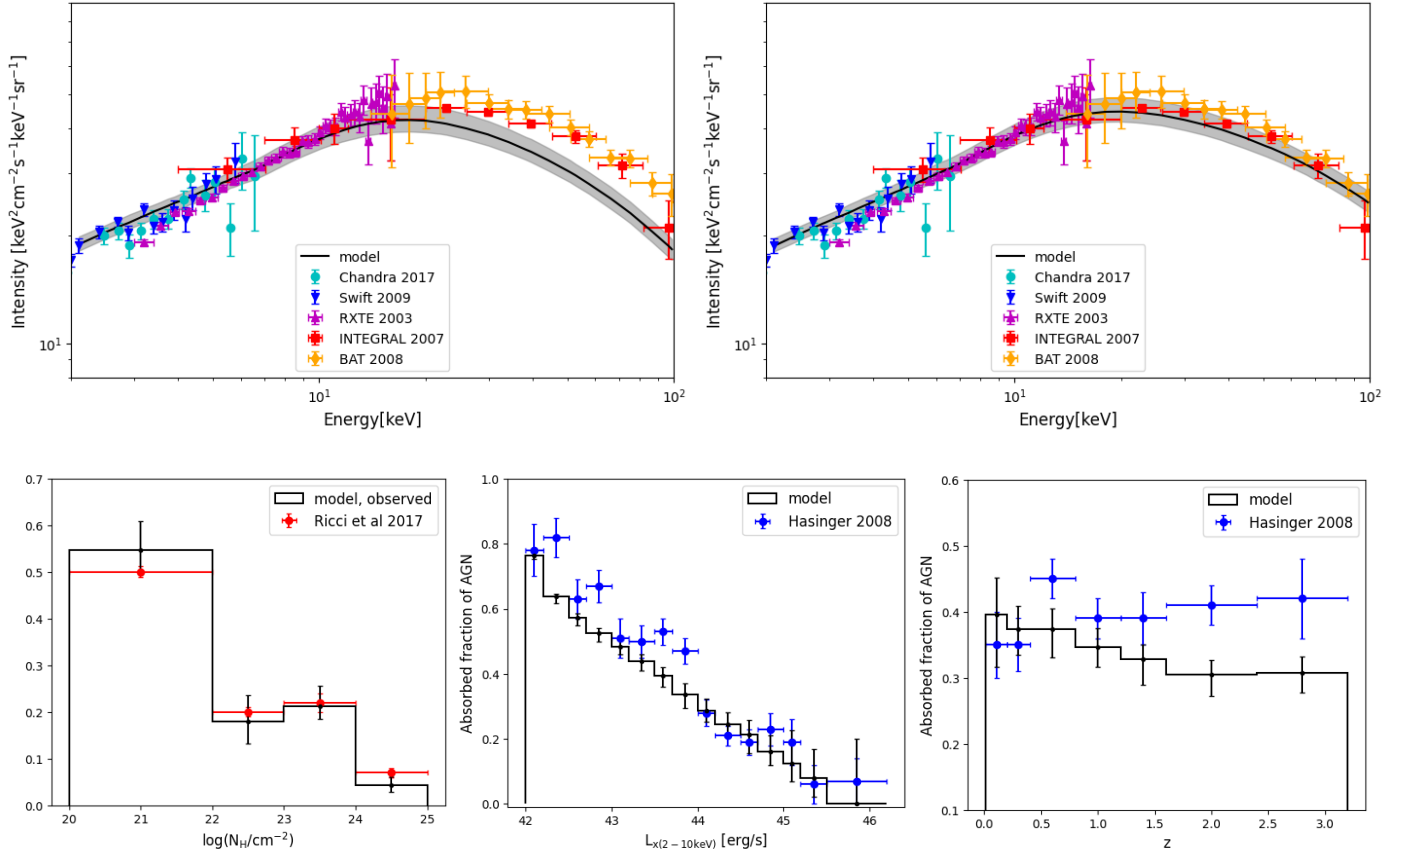 Intensity [keV²cm⁻²s⁻¹keV⁻¹sr⁻¹]
10¹
model
Chandra 2017
Swift 2009
RXTE 2003
INTEGRAL 2007
BAT 2008
10¹ 10²
Energy[keV]
Intensity [keV²cm⁻²s⁻¹keV⁻¹sr⁻¹]
10¹
model
Chandra 2017
Swift 2009
RXTE 2003
INTEGRAL 2007
BAT 2008
10¹ 10²
Energy[keV]
0.7
0.6
0.5
0.4
0.3
0.2
0.1
0.0
model, observed
Ricci et al 2017
20 21 22 23 24 25
log(N_H/cm⁻²)
Absorbed fraction of AGN
1.0
0.8
0.6
0.4
0.2
0.0
model
Hasinger 2008
42 43 44 45 46
L_x(2−10keV) [erg/s]
Absorbed fraction of AGN
0.6
0.5
0.4
0.3
0.2
0.1
model
Hasinger 2008
0.0 0.5 1.0 1.5 2.0 2.5 3.0
z